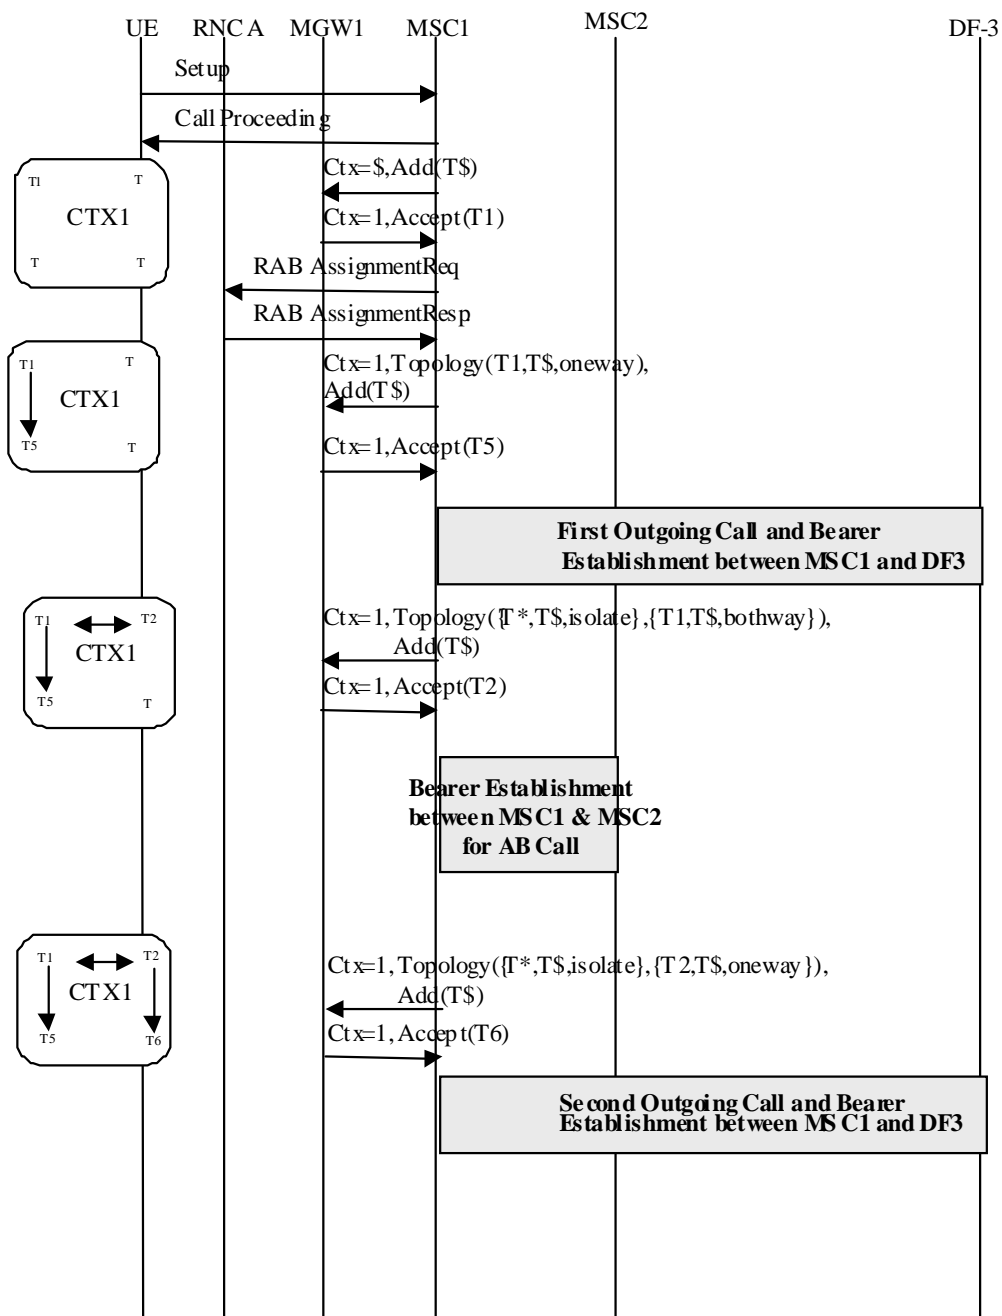 UE RNC A MGW1 MSC1 MSC2 DF-3
Setup
Call Proceeding
Ctx=$, Add(T$)
T1 T
CTX1
T T
Ctx=1, Accept(T1)
RAB AssignmentReq
RAB AssignmentResp
Ctx=1, Topology(T1,T$,oneway),
Add(T$)
T1 T
CTX1
T5 T
Ctx=1, Accept(T5)
First Outgoing Call and Bearer
Establishment between MSC1 and DF3
Ctx=1, Topology({T*,T$,isolate},{T1,T$,bothway}),
Add(T$)
T1 T2
CTX1
T5 T
Ctx=1, Accept(T2)
Bearer Establishment
between MSC1 & MSC2
for AB Call
Ctx=1, Topology({T*,T$,isolate},{T2,T$,oneway}),
Add(T$)
T1 T2
CTX1
T5 T6
Ctx=1, Accept(T6)
Second Outgoing Call and Bearer
Establishment between MSC1 and DF3